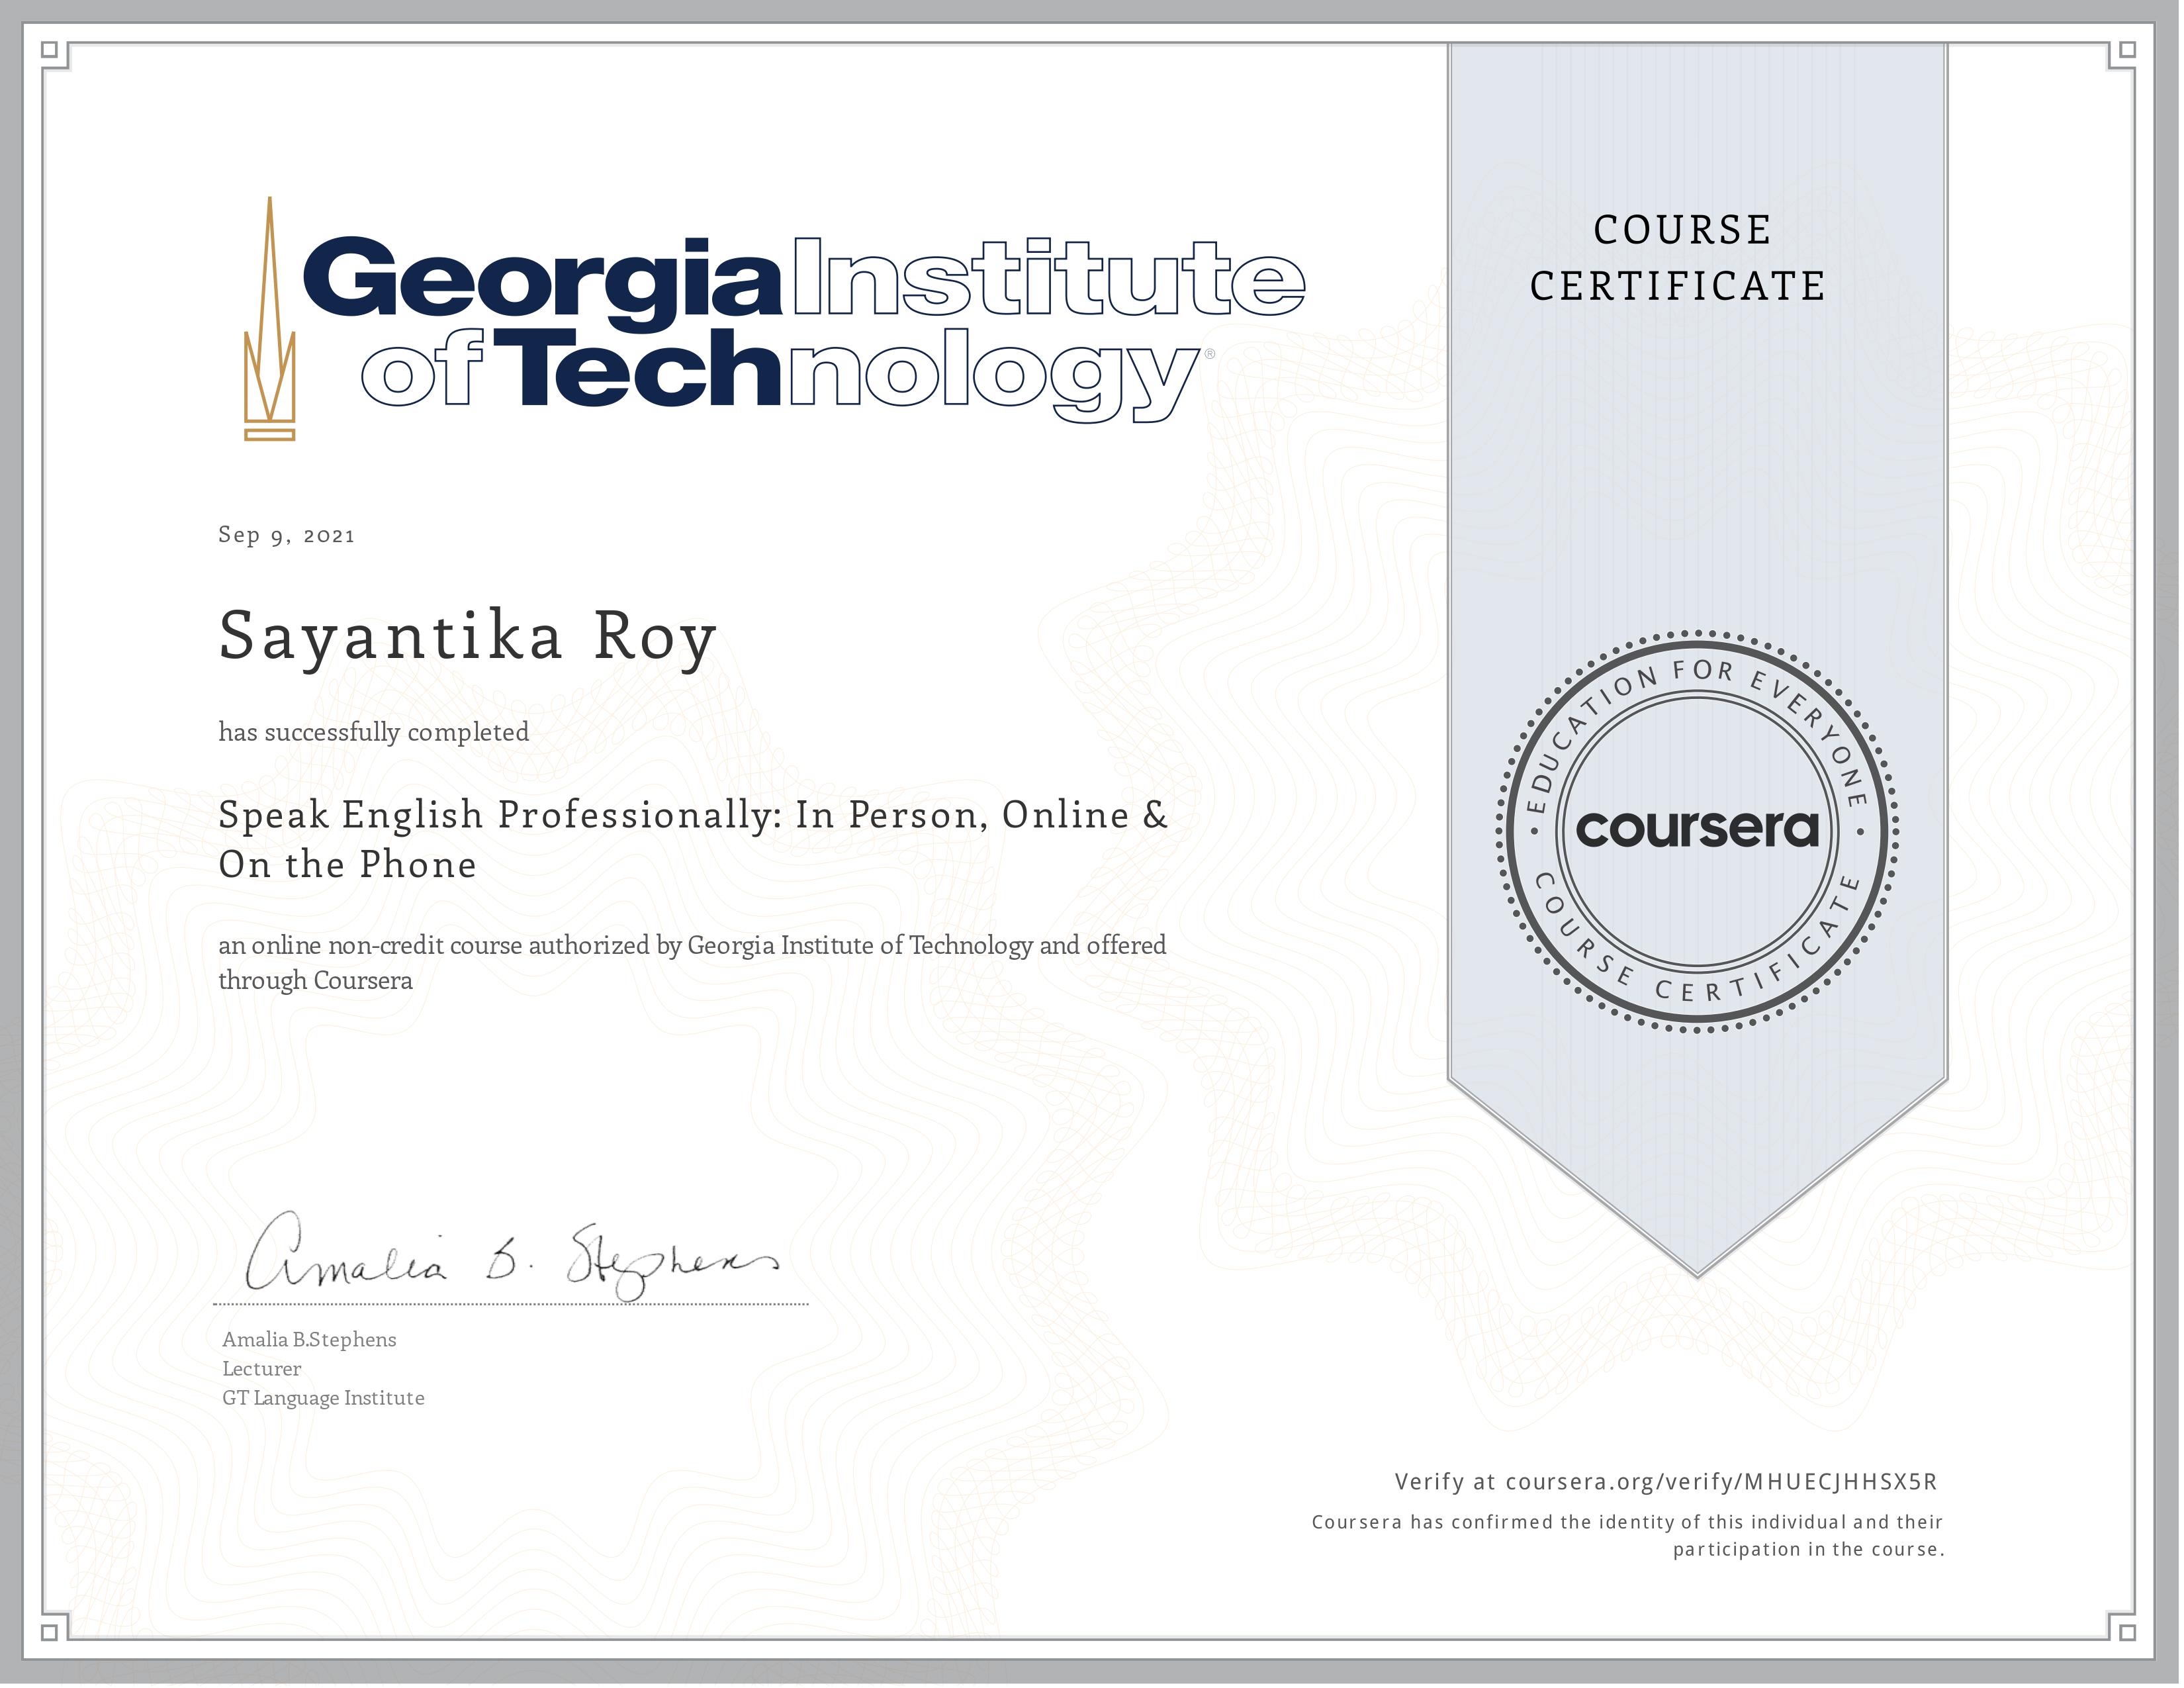 Georgia Institute
of Technology®
COURSE
CERTIFICATE
Sep 9, 2021
Sayantika Roy
has successfully completed
Speak English Professionally: In Person, Online &
On the Phone
an online non-credit course authorized by Georgia Institute of Technology and offered
through Coursera
EDUCATION FOR EVERYONE
coursera
COURSE CERTIFICATE
Amalia B. Stephens
Amalia B.Stephens
Lecturer
GT Language Institute
Verify at coursera.org/verify/MHUECJHHSX5R
Coursera has confirmed the identity of this individual and their
participation in the course.